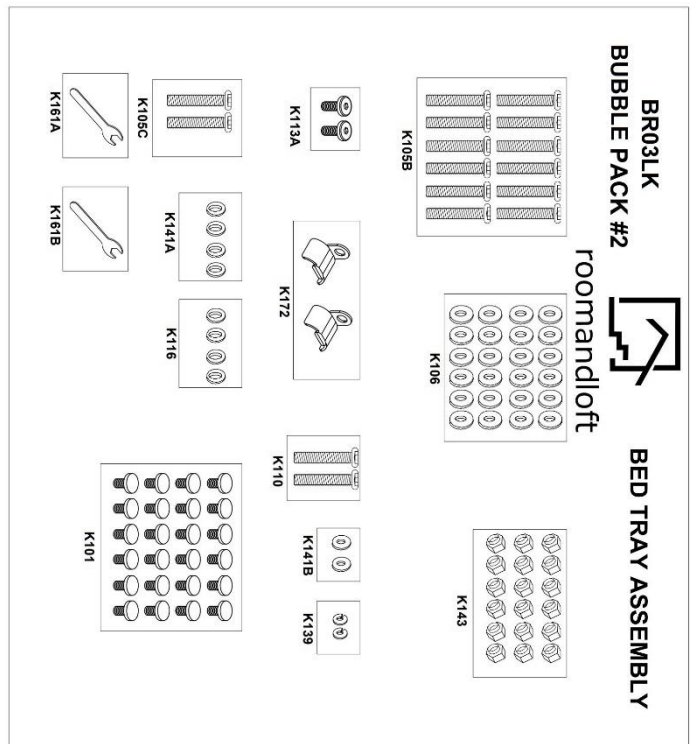 BR03LK
BUBBLE PACK #2
roomandloft
BED TRAY ASSEMBLY
K105B
K106
K143
K113A
K172
K110
K141B
K139
K105C
K141A
K116
K101
K161A
K161B